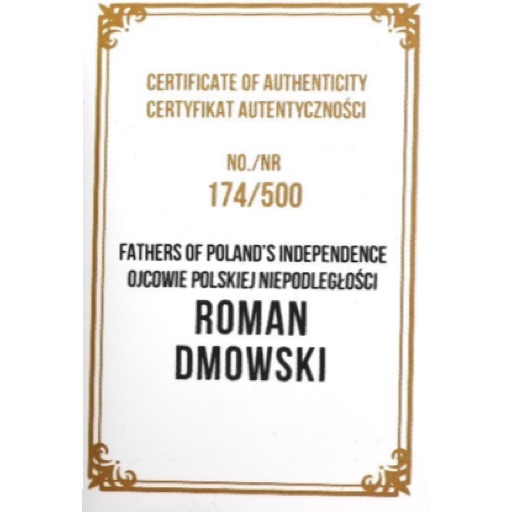 CERTIFICATE OF AUTHENTICITY
CERTYFIKAT AUTENTYCZNOŚCI
NO./NR
174/500
FATHERS OF POLAND'S INDEPENDENCE
OJCOWIE POLSKIEJ NIEPODLEGŁOŚCI
ROMAN
DMOWSKI